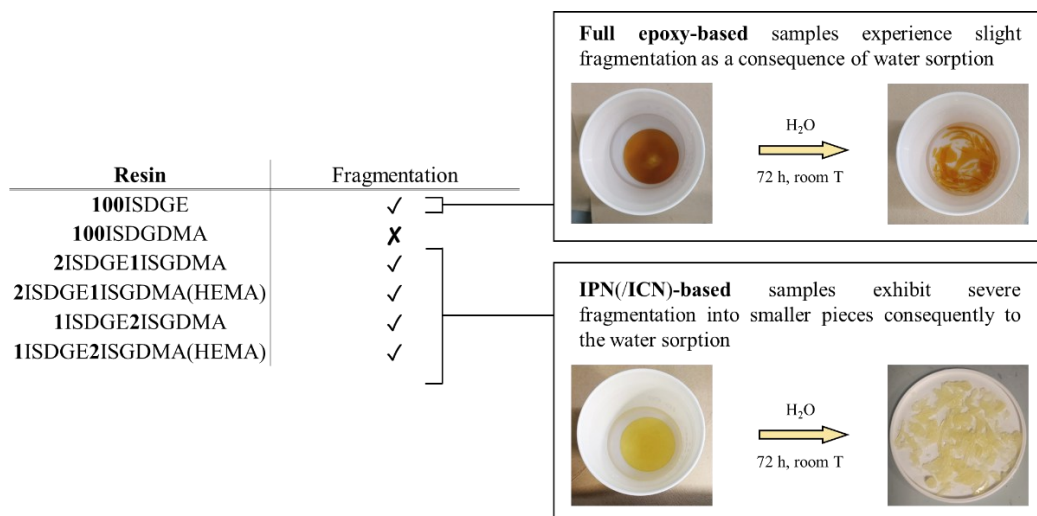 Resin Fragmentation
100ISDGE ✓
100ISDGDMA ✗
2ISDGE1ISGDMA ✓
2ISDGE1ISGDMA(HEMA) ✓
1ISDGE2ISGDMA ✓
1ISDGE2ISGDMA(HEMA) ✓
Full epoxy-based samples experience slight
fragmentation as a consequence of water sorption
H₂O
72 h, room T
IPN(/ICN)-based samples exhibit severe
fragmentation into smaller pieces consequently to
the water sorption
H₂O
72 h, room T